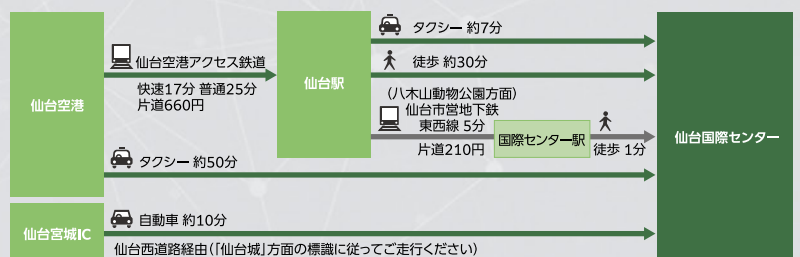 仙台空港
仙台空港アクセス鉄道
快速17分 普通25分
片道660円
仙台駅
タクシー 約7分
徒歩 約30分
（八木山動物公園方面）
仙台市営地下鉄
東西線 5分
片道210円
国際センター駅
徒歩 1分
タクシー 約50分
仙台国際センター
仙台宮城IC
自動車 約10分
仙台西道路経由（「仙台城」方面の標識に従ってご走行ください）